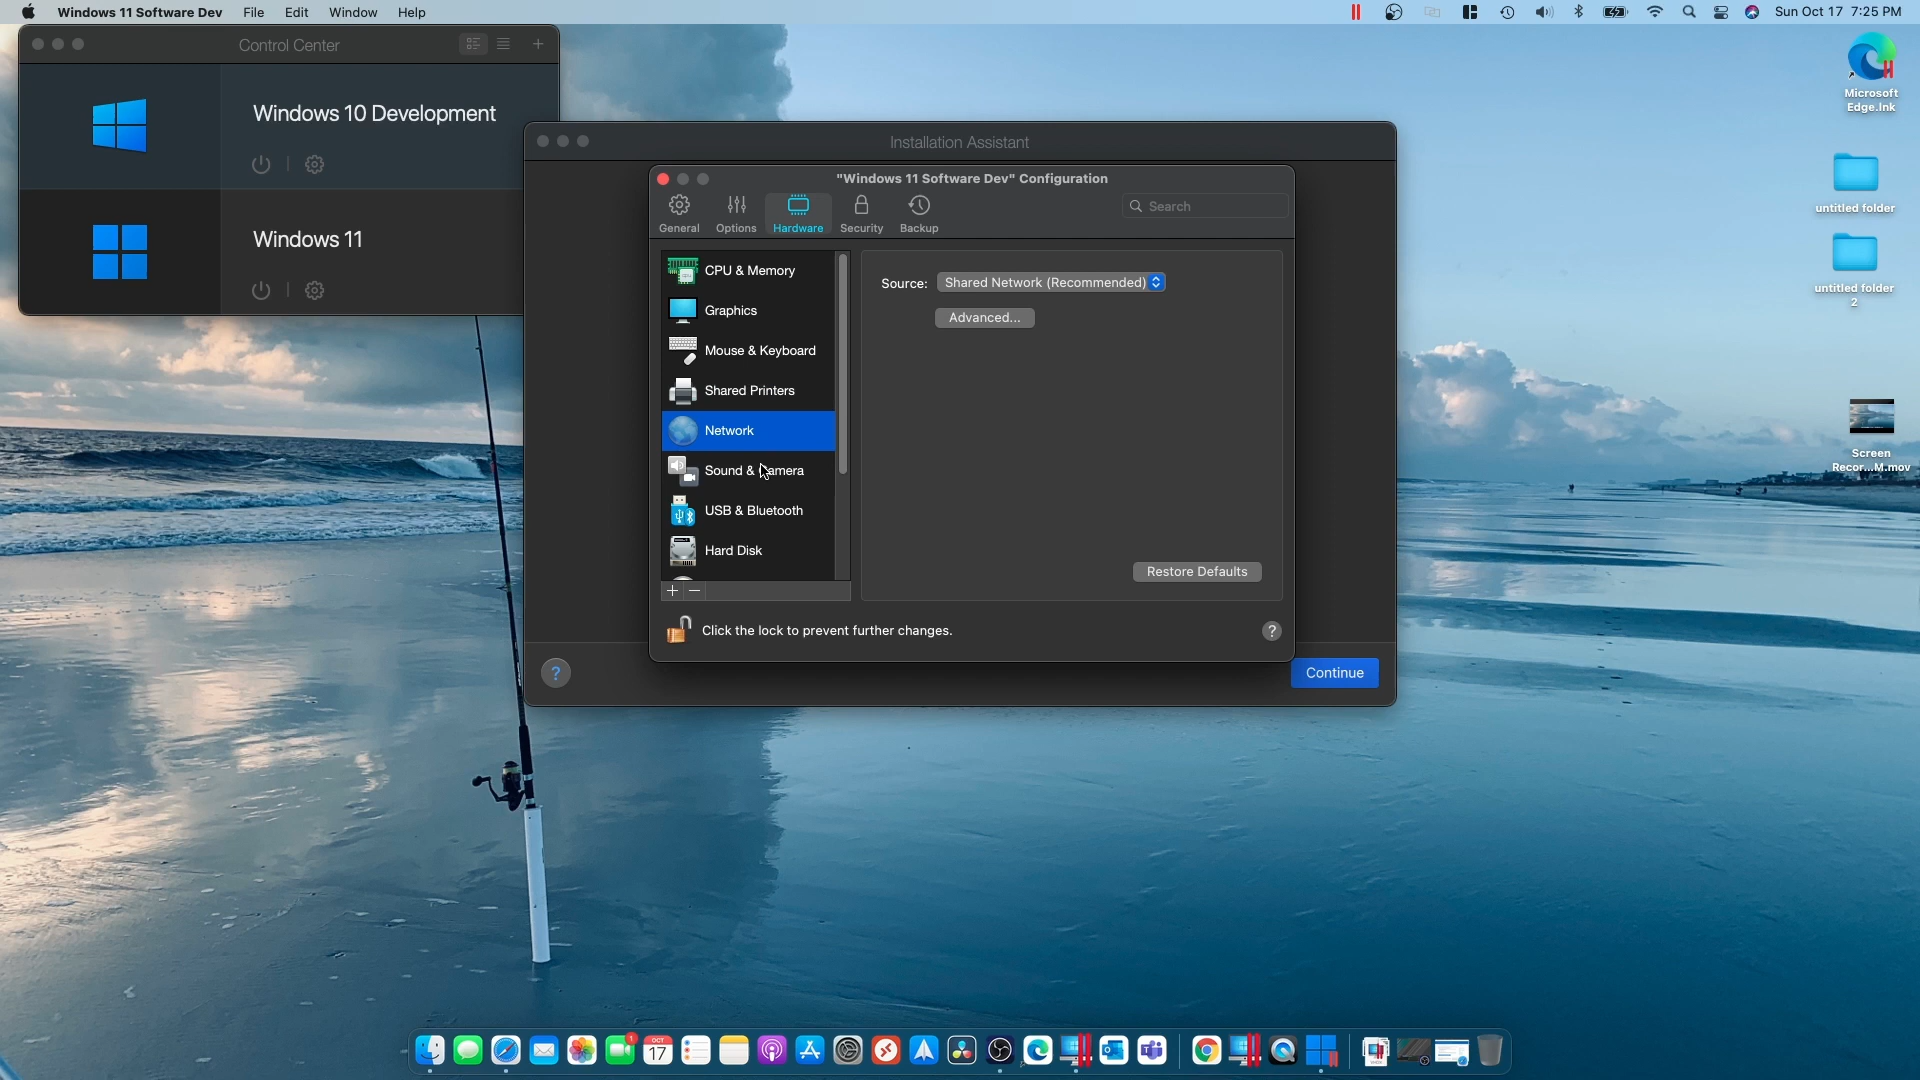 Windows 11 Software Dev File Edit Window Help
Sun Oct 17 7:25 PM
Control Center
Windows 10 Development
Windows 11
Installation Assistant
"Windows 11 Software Dev" Configuration
General Options Hardware Security Backup
Search
CPU & Memory
Graphics
Mouse & Keyboard
Shared Printers
Network
Sound & Camera
USB & Bluetooth
Hard Disk
Source: Shared Network (Recommended)
Advanced...
Restore Defaults
Click the lock to prevent further changes.
?
?
Continue
Microsoft
Edge.lnk
untitled folder
untitled folder
2
Screen
Recor...M.mov
1
OCT
17